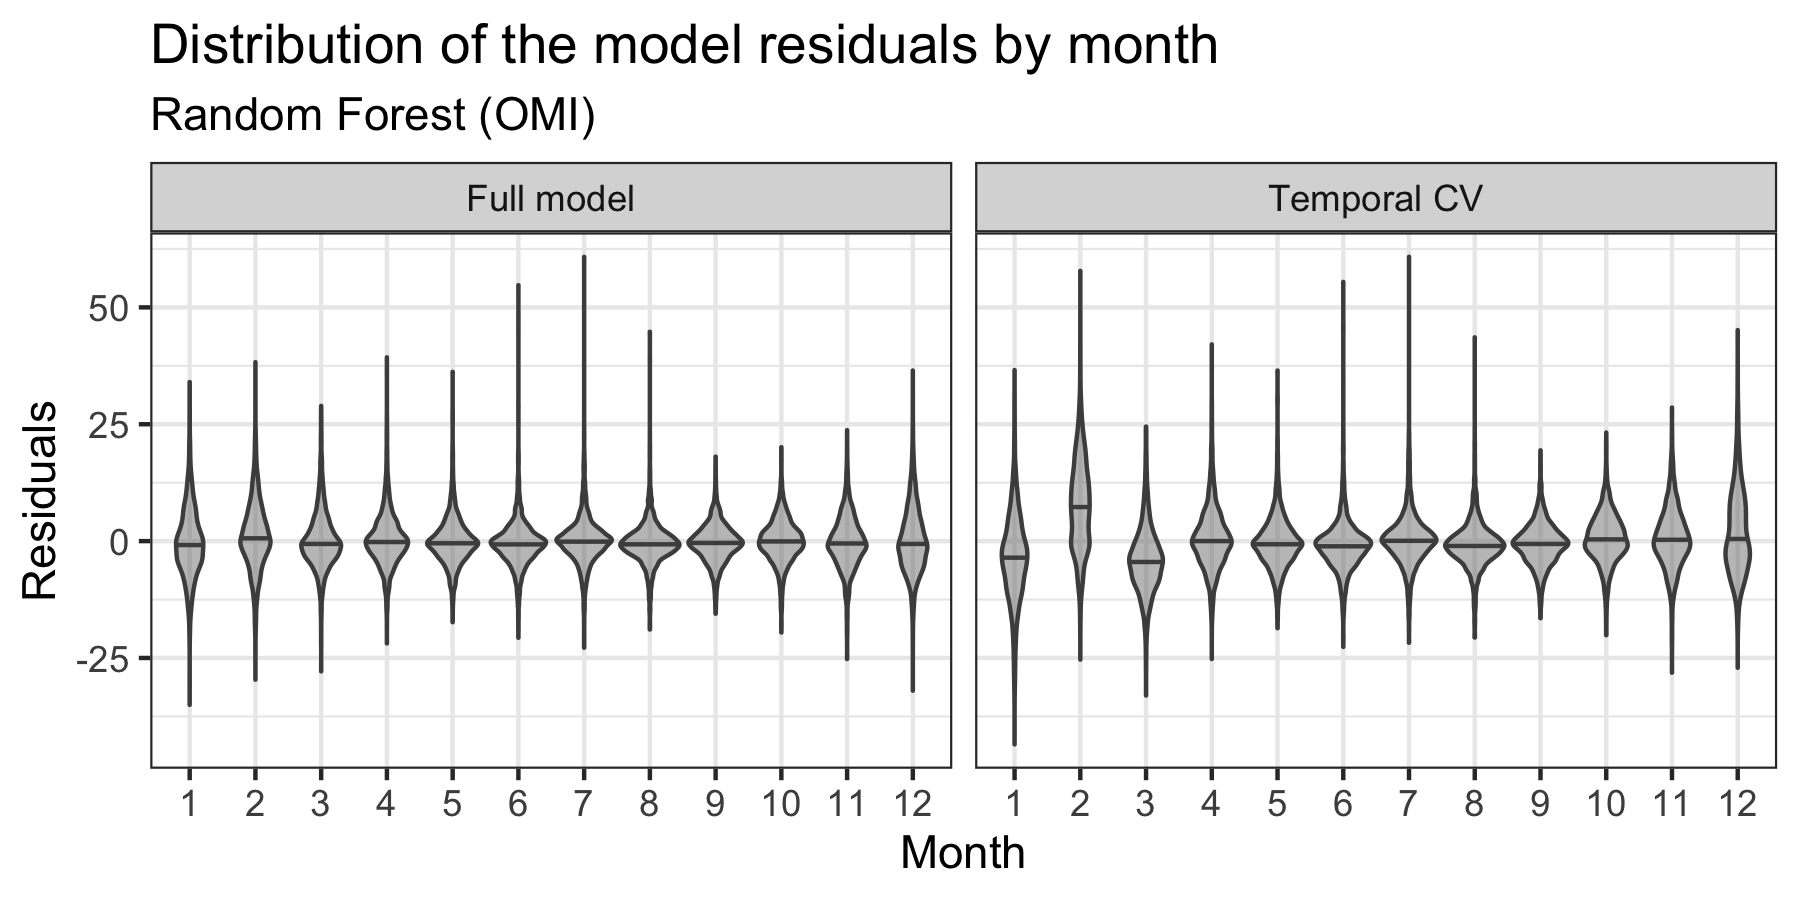 Distribution of the model residuals by month
Random Forest (OMI)
Full model
Temporal CV
Residuals
50
25
0
-25
1 2 3 4 5 6 7 8 9 10 11 12
1 2 3 4 5 6 7 8 9 10 11 12
Month